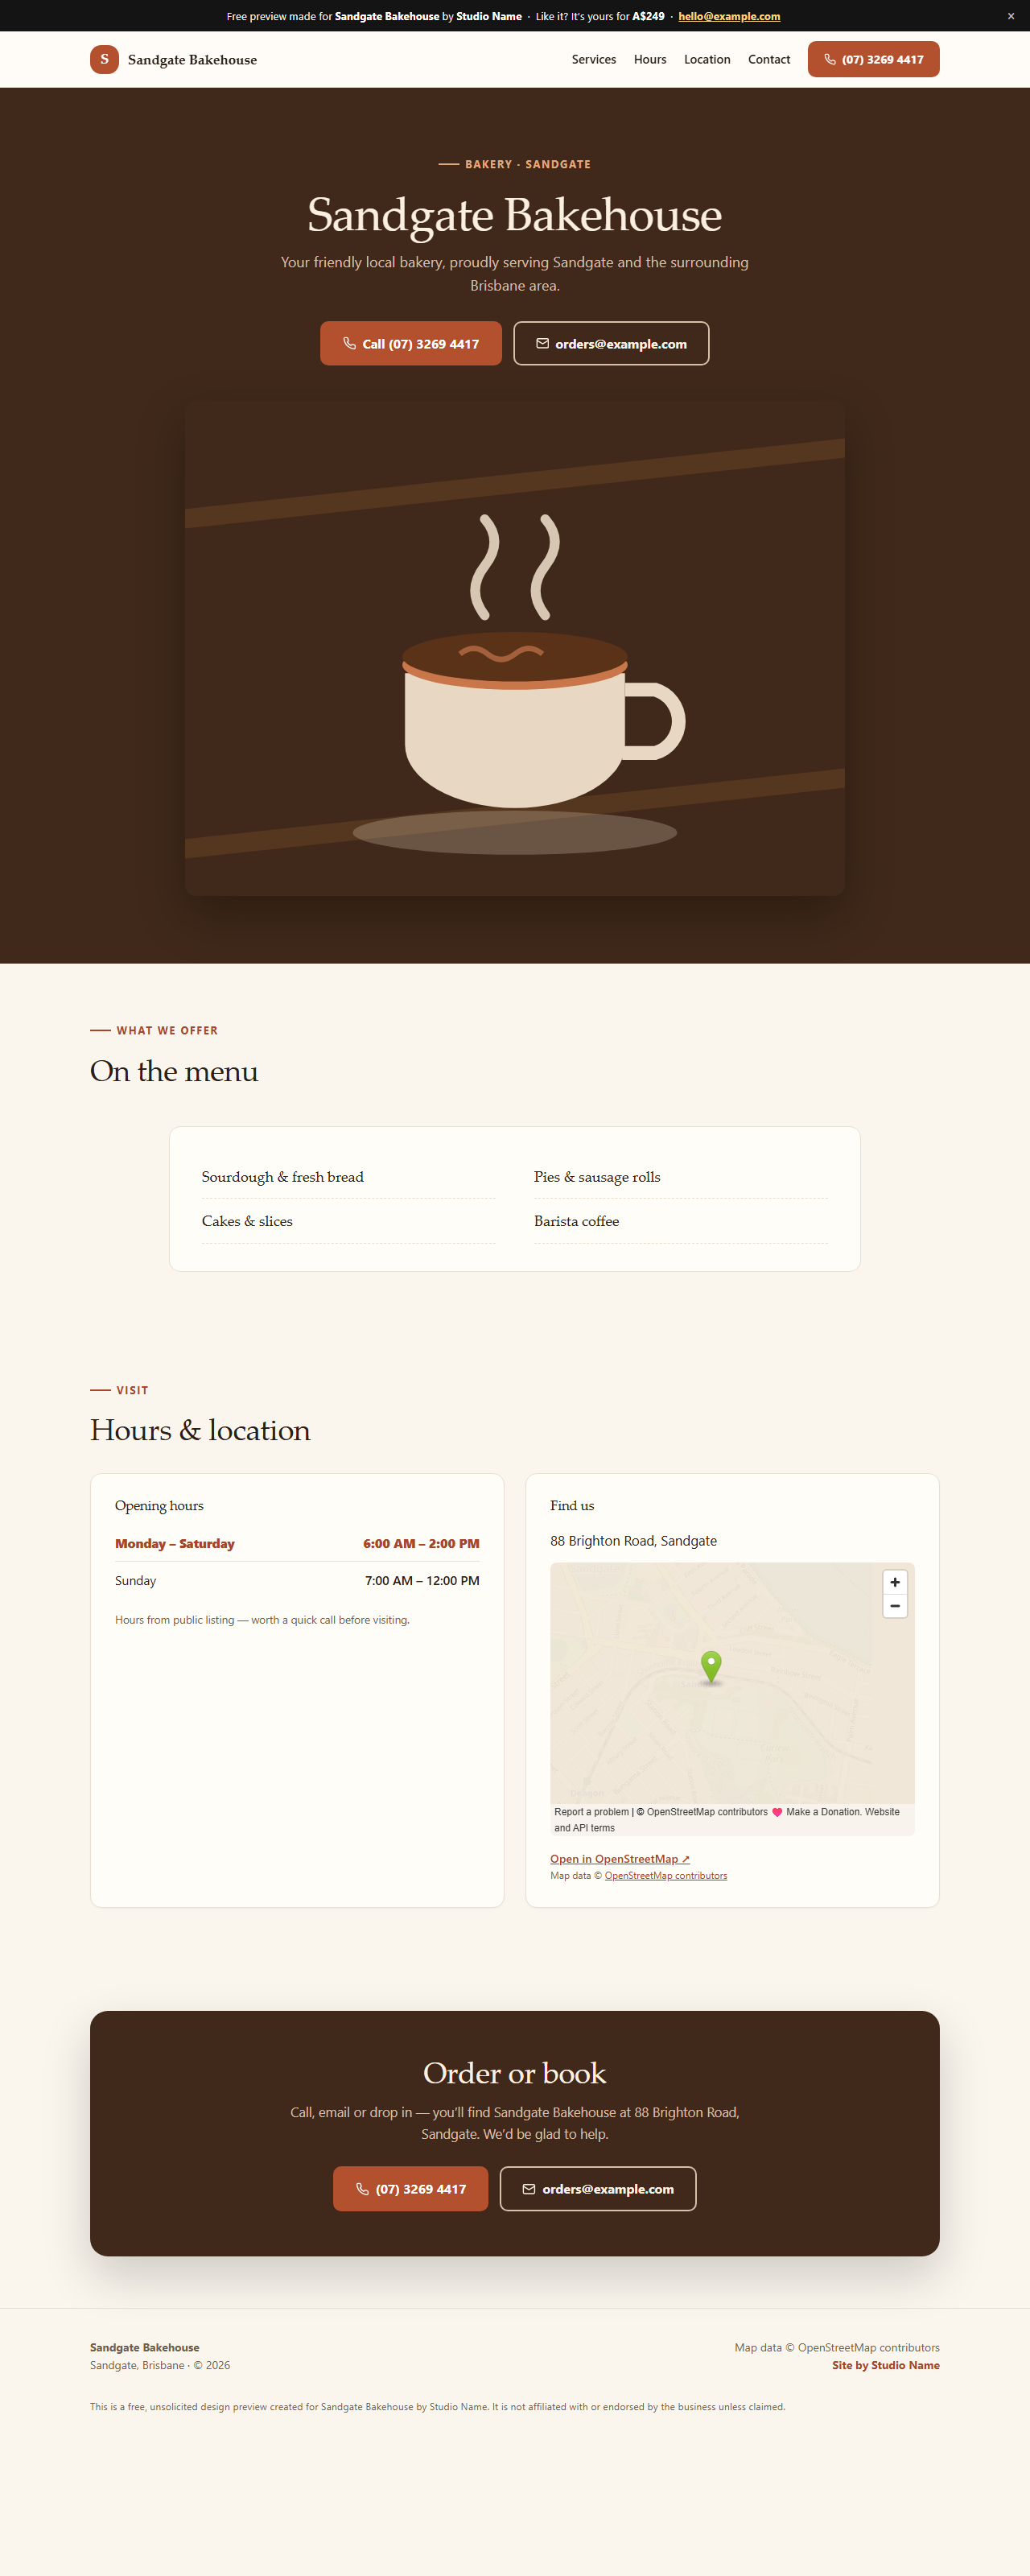 Free preview made for Sandgate Bakehouse by Studio Name · Like it? It's yours for A$249 · hello@example.com ×
S Sandgate Bakehouse Services Hours Location Contact (07) 3269 4417
BAKERY · SANDGATE
Sandgate Bakehouse
Your friendly local bakery, proudly serving Sandgate and the surrounding
Brisbane area.
Call (07) 3269 4417 orders@example.com
WHAT WE OFFER
On the menu
Sourdough & fresh bread Pies & sausage rolls
Cakes & slices Barista coffee
VISIT
Hours & location
Opening hours
Monday – Saturday 6:00 AM – 2:00 PM
Sunday 7:00 AM – 12:00 PM
Hours from public listing — worth a quick call before visiting.
Find us
88 Brighton Road, Sandgate
+
−
Report a problem | © OpenStreetMap contributors ♥ Make a Donation. Website
and API terms
Open in OpenStreetMap ↗
Map data © OpenStreetMap contributors
Order or book
Call, email or drop in — you’ll find Sandgate Bakehouse at 88 Brighton Road,
Sandgate. We’d be glad to help.
(07) 3269 4417 orders@example.com
Sandgate Bakehouse
Sandgate, Brisbane · © 2026
Map data © OpenStreetMap contributors
Site by Studio Name
This is a free, unsolicited design preview created for Sandgate Bakehouse by Studio Name. It is not affiliated with or endorsed by the business unless claimed.